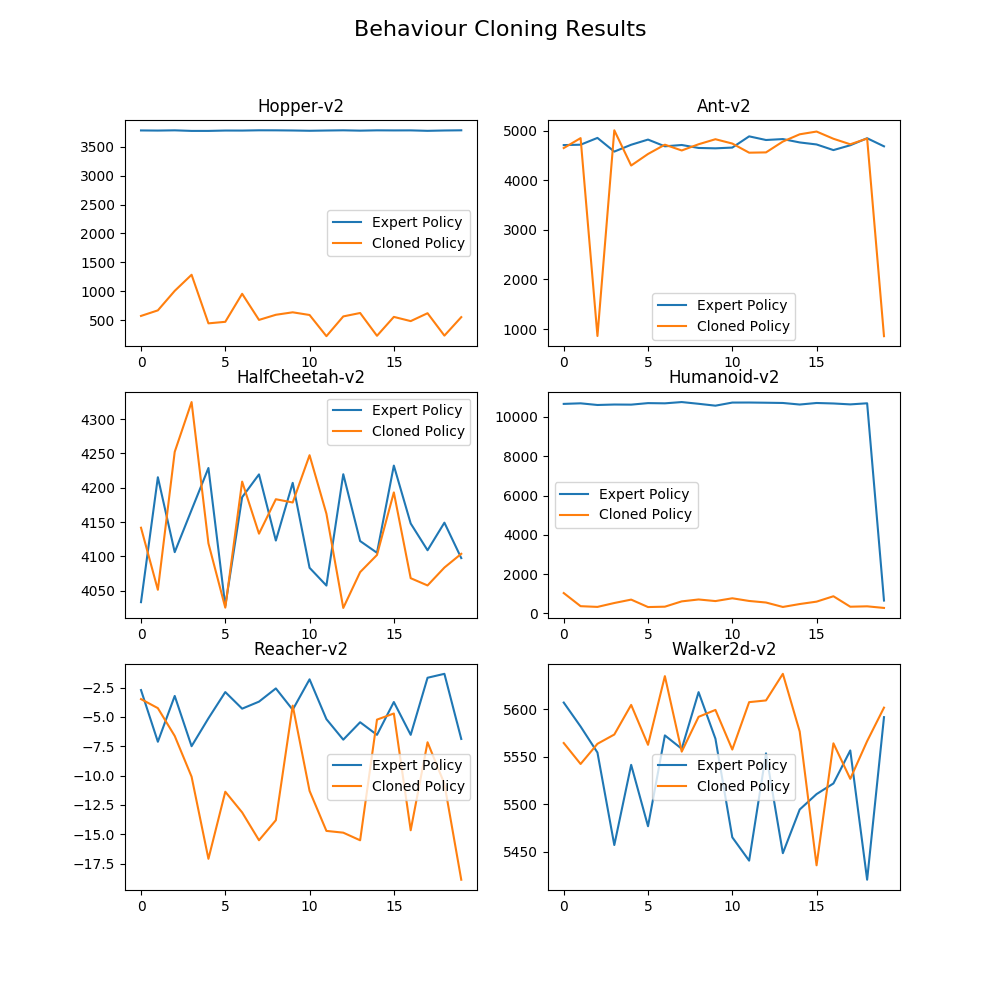 Behaviour Cloning Results
Hopper-v2
3500
3000
2500
2000
1500
1000
500
Expert Policy
Cloned Policy
0 5 10 15
Ant-v2
5000
4000
3000
2000
1000
Expert Policy
Cloned Policy
0 5 10 15
HalfCheetah-v2
4300
4250
4200
4150
4100
4050
Expert Policy
Cloned Policy
0 5 10 15
Humanoid-v2
10000
8000
6000
4000
2000
0
Expert Policy
Cloned Policy
0 5 10 15
Reacher-v2
−2.5
−5.0
−7.5
−10.0
−12.5
−15.0
−17.5
Expert Policy
Cloned Policy
0 5 10 15
Walker2d-v2
5600
5550
5500
5450
Expert Policy
Cloned Policy
0 5 10 15